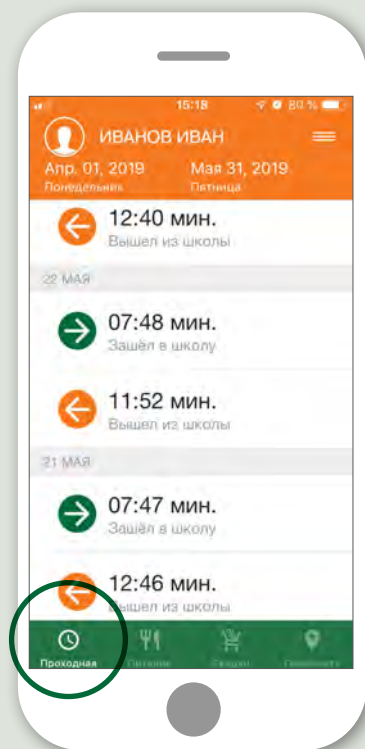 15:18 80 %
ИВАНОВ ИВАН
Апр. 01, 2019 Мая 31, 2019
Понедельник Пятница
12:40 мин.
Вышел из школы
22 МАЯ
07:48 мин.
Зашёл в школу
11:52 мин.
Вышел из школы
21 МАЯ
07:47 мин.
Зашёл в школу
12:46 мин.
Вышел из школы
Проходная Питание Скидки